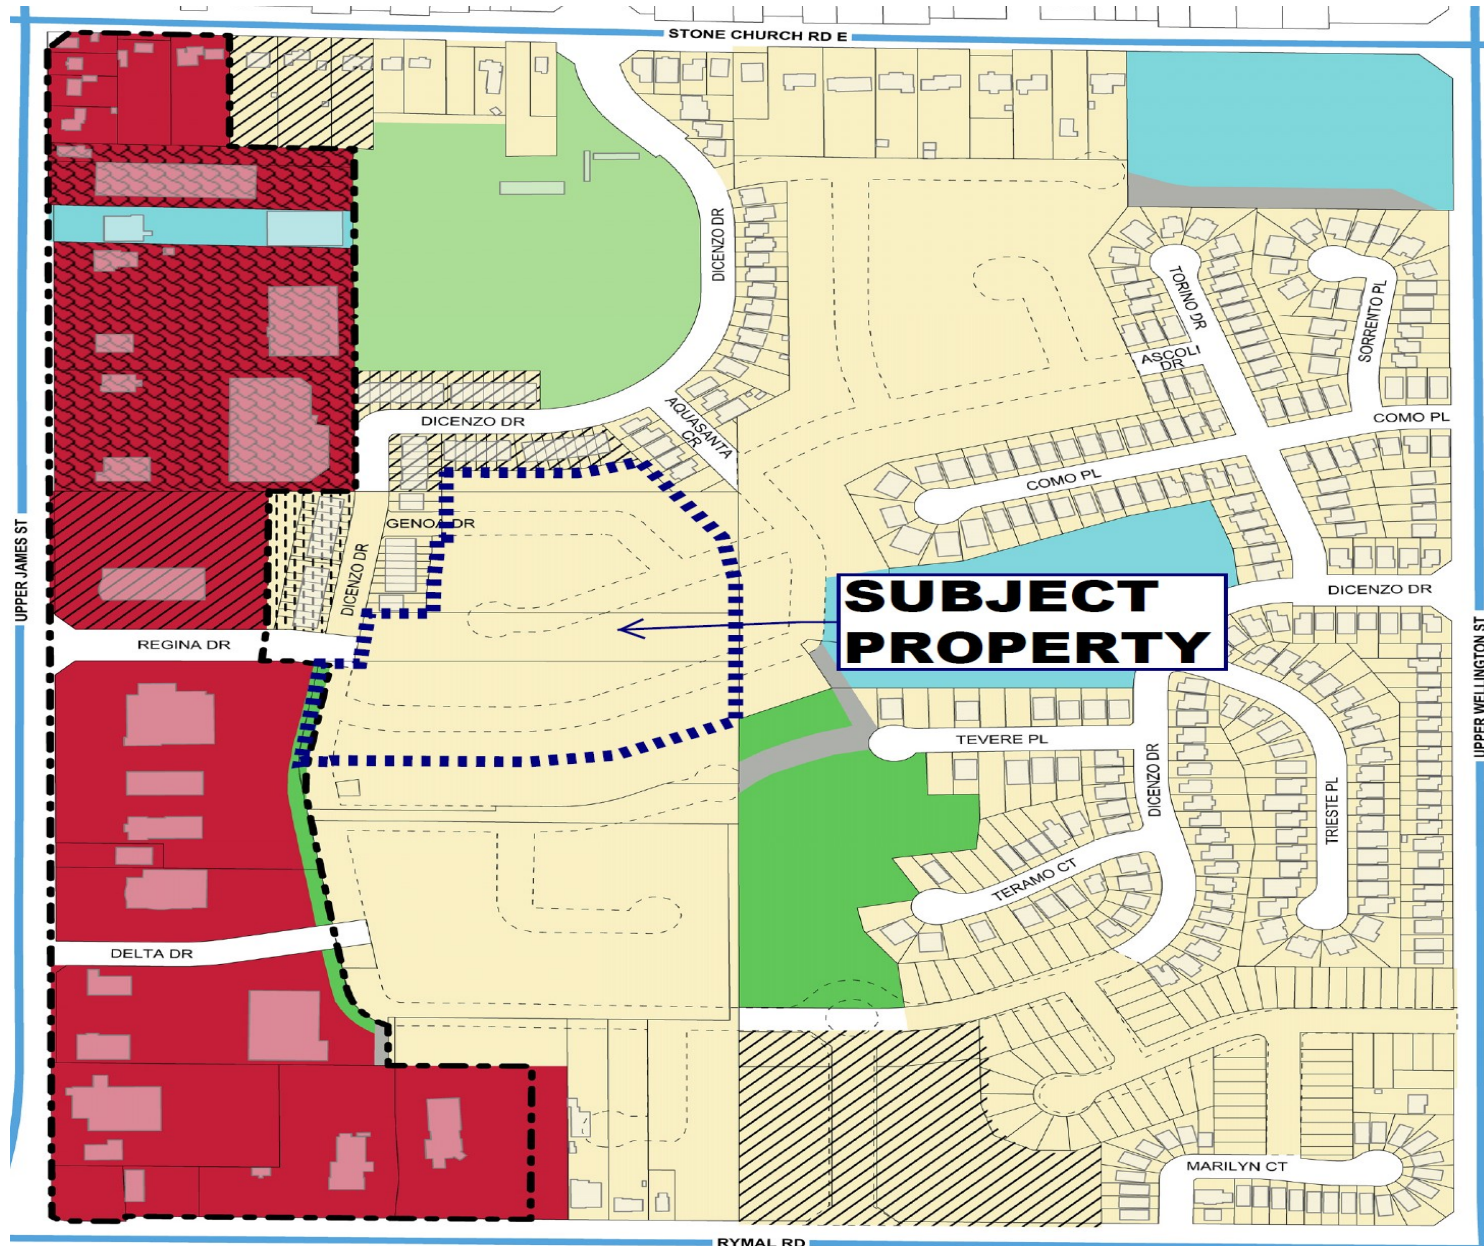 STONE CHURCH RD E
DICENZO DR
TORINO DR
SORRENTO PL
ASCOLI
DR
DICENZO DR
AQUASANTA
CR
COMO PL
COMO PL
GENOA DR
UPPER JAMES ST
DICENZO DR
SUBJECT
PROPERTY
DICENZO DR
REGINA DR
UPPER WELLINGTON ST
TEVERE PL
DICENZO DR
TRIESTE PL
TERAMO CT
DELTA DR
MARILYN CT
RYMAL RD